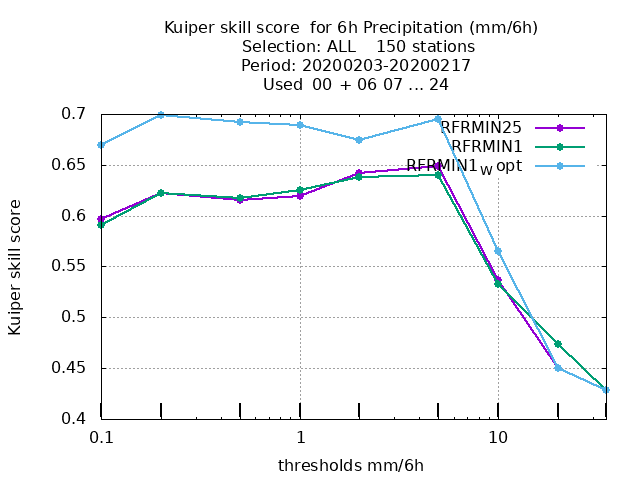 Kuiper skill score  for 6h Precipitation (mm/6h)
Selection: ALL    150 stations
Period: 20200203-20200217
Used  00 + 06 07 ... 24
RFRMIN25
RFRMIN1
RFRMIN1wopt
Kuiper skill score
0.7
0.65
0.6
0.55
0.5
0.45
0.4
0.1
1
10
thresholds mm/6h